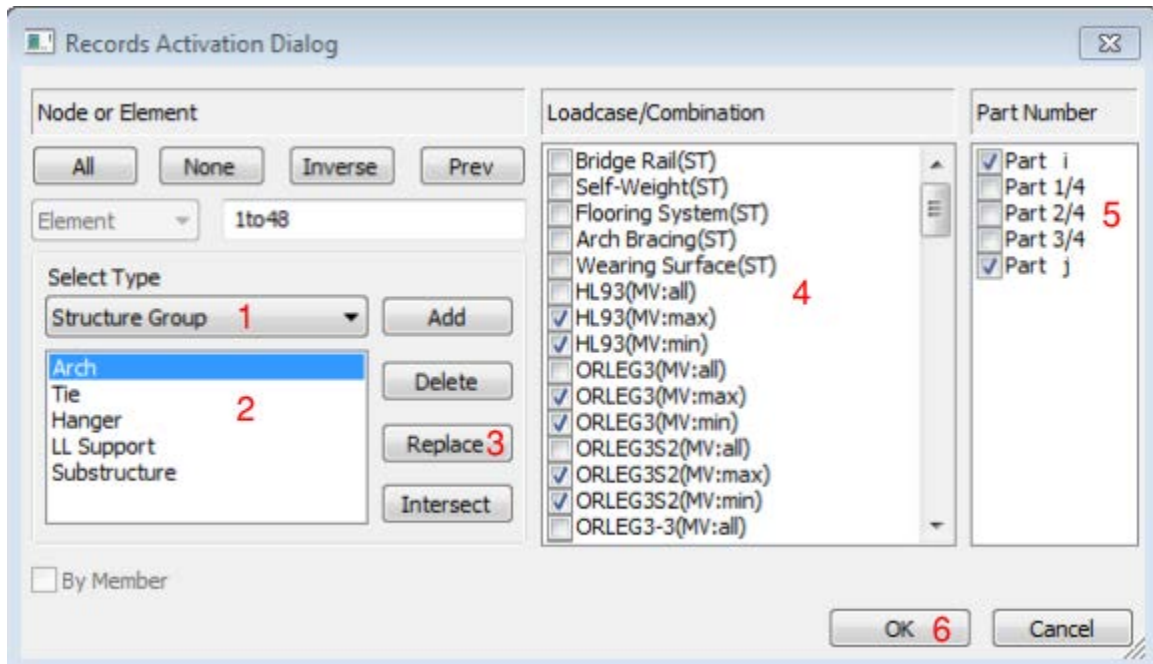 Records Activation Dialog
Node or Element
All None Inverse Prev
Element 1to48
Select Type
Structure Group 1
Add
Arch
Tie
Hanger
LL Support
Substructure
2
Delete
Replace 3
Intersect
By Member
Loadcase/Combination
Bridge Rail(ST)
Self-Weight(ST)
Flooring System(ST)
Arch Bracing(ST)
Wearing Surface(ST)
HL93(MV:all)
HL93(MV:max)
HL93(MV:min)
ORLEG3(MV:all)
ORLEG3(MV:max)
ORLEG3(MV:min)
ORLEG3S2(MV:all)
ORLEG3S2(MV:max)
ORLEG3S2(MV:min)
ORLEG3-3(MV:all)
4
Part Number
Part i
Part 1/4
Part 2/4
Part 3/4
Part j
5
OK 6 Cancel